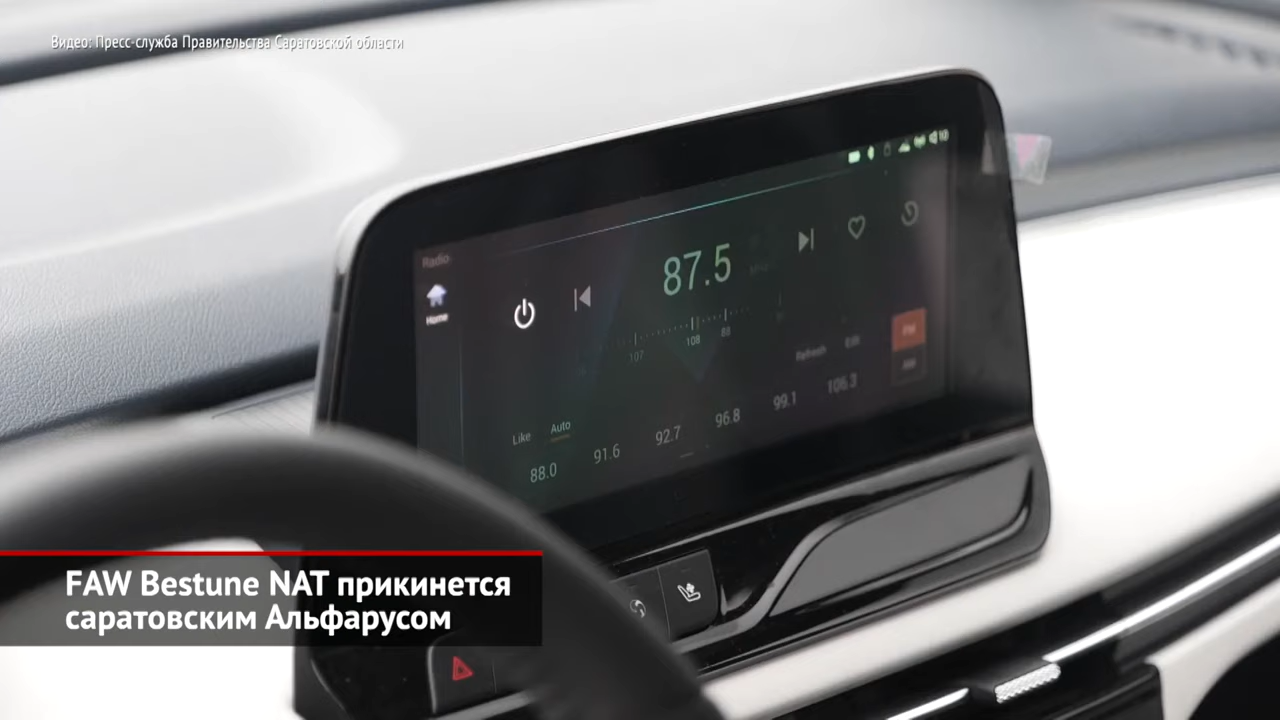 Видео: Пресс-служба Правительства Саратовской области
Radio
Home
87.5
107 108 88
Refresh Edit
FM
AM
Like Auto
88.0 91.6 92.7 96.8 99.1 106.3
FAW Bestune NAT прикинется
саратовским Альфарусом